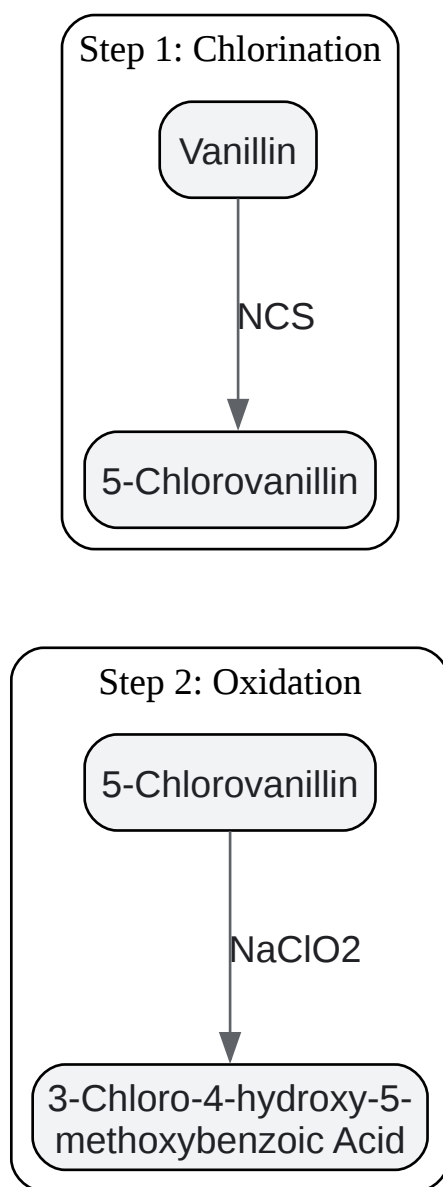 Step 1: Chlorination
Vanillin
NCS
5-Chlorovanillin
Step 2: Oxidation
5-Chlorovanillin
NaClO2
3-Chloro-4-hydroxy-5-
methoxybenzoic Acid